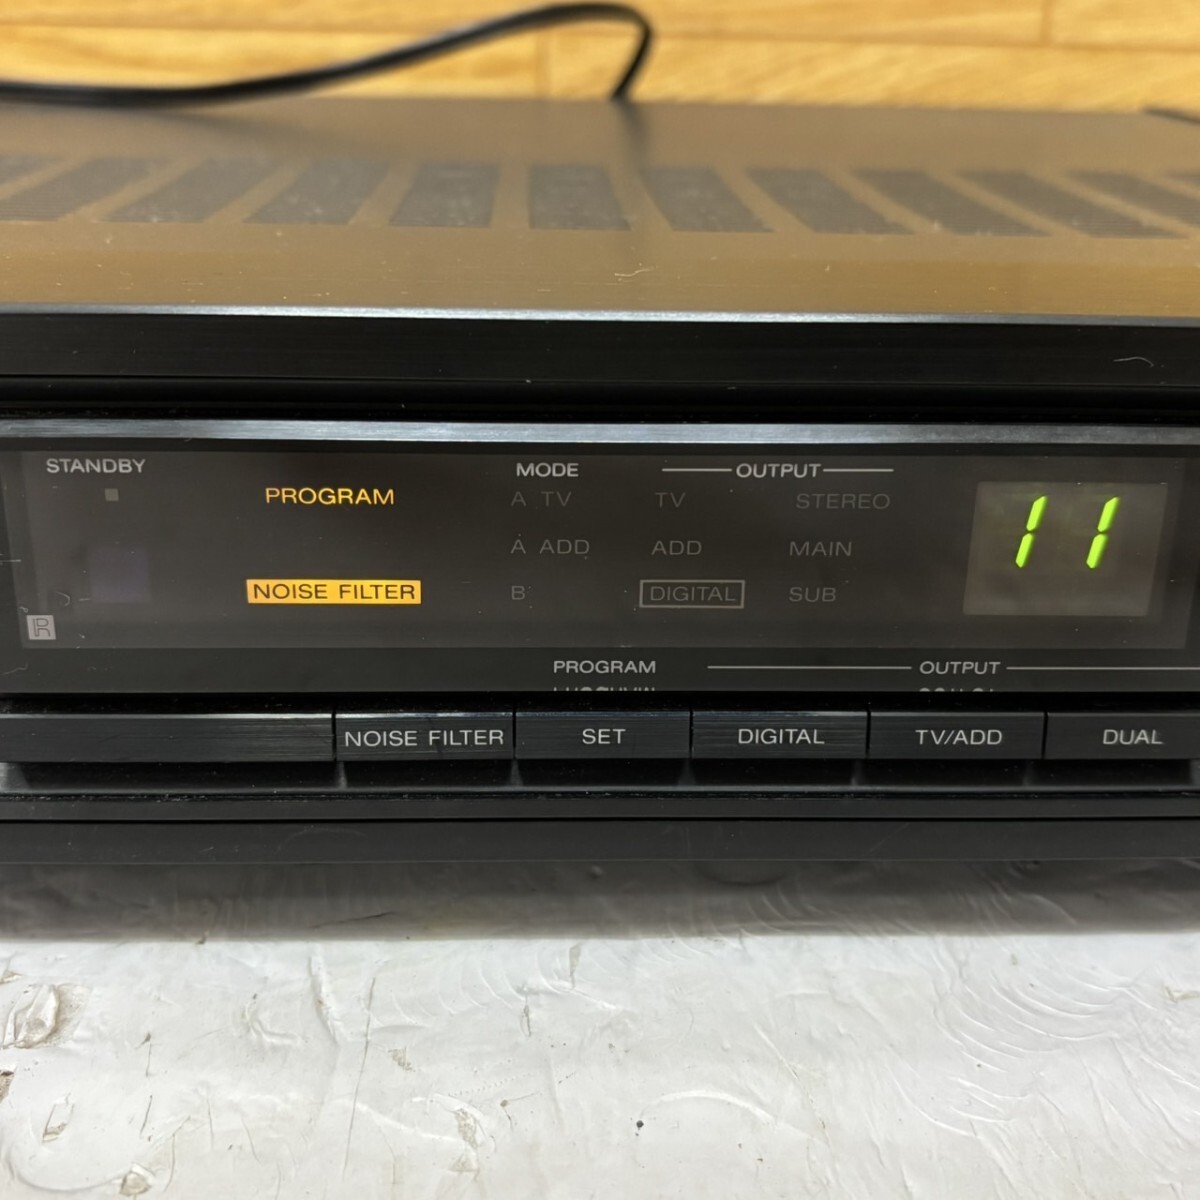 STANDBY
MODE
OUTPUT
PROGRAM
A TV
TV
STEREO
11
A ADD
ADD
MAIN
NOISE FILTER
B
DIGITAL
SUB
R
PROGRAM
OUTPUT
NOISE FILTER
SET
DIGITAL
TV/ADD
DUAL